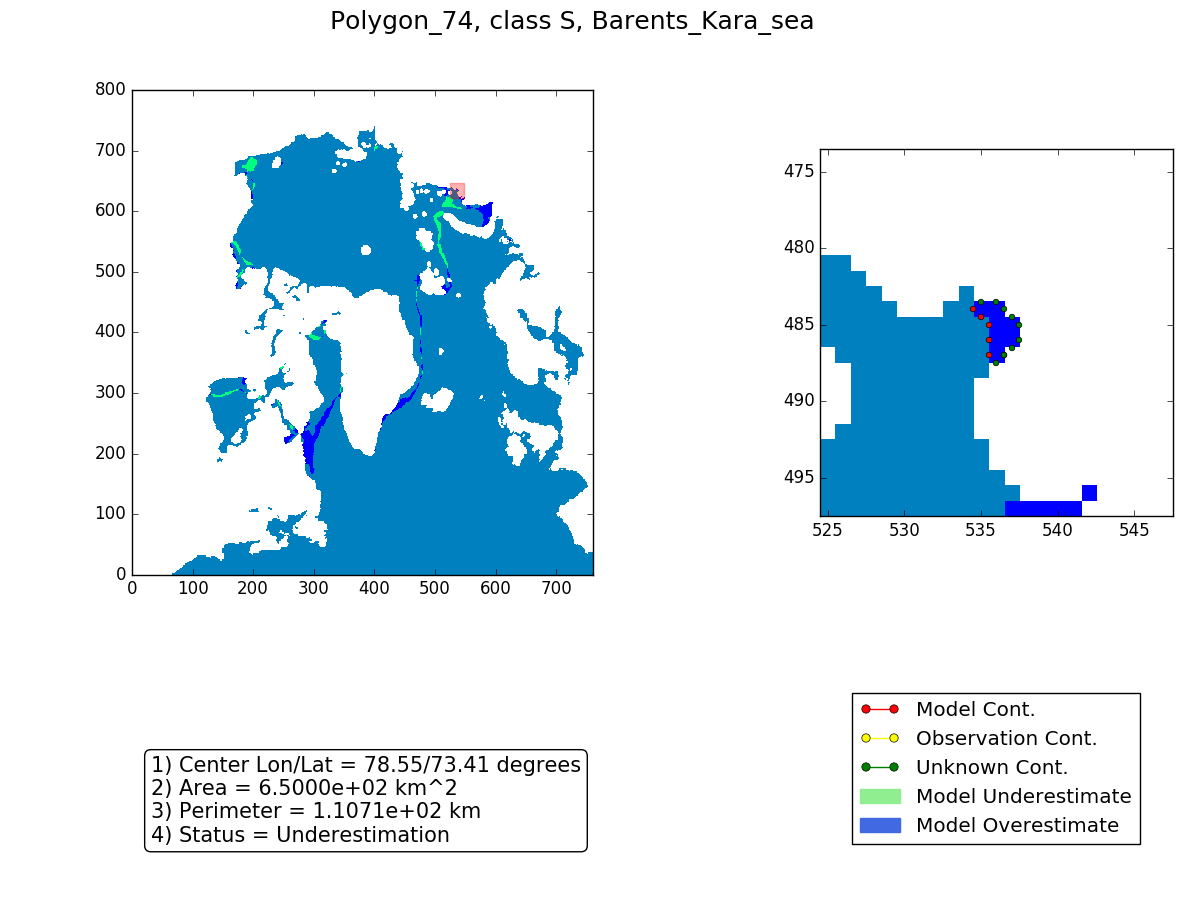 Polygon_74, class S, Barents_Kara_sea
800
700
600
500
400
300
200
100
0
0 100 200 300 400 500 600 700
475
480
485
490
495
525 530 535 540 545
1) Center Lon/Lat = 78.55/73.41 degrees
2) Area = 6.5000e+02 km^2
3) Perimeter = 1.1071e+02 km
4) Status = Underestimation
Model Cont.
Observation Cont.
Unknown Cont.
Model Underestimate
Model Overestimate